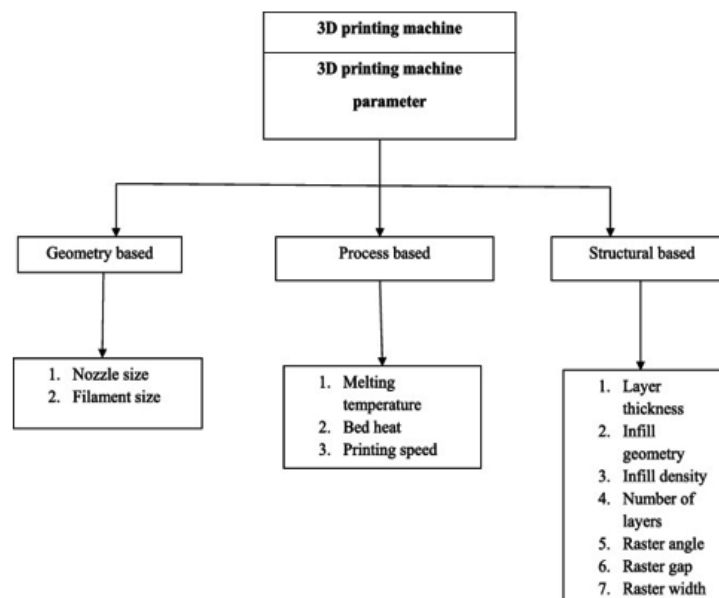 3D printing machine
3D printing machine
parameter
Geometry based
Process based
Structural based
1. Nozzle size
2. Filament size
1. Melting
temperature
2. Bed heat
3. Printing speed
1. Layer
thickness
2. Infill
geometry
3. Infill density
4. Number of
layers
5. Raster angle
6. Raster gap
7. Raster width